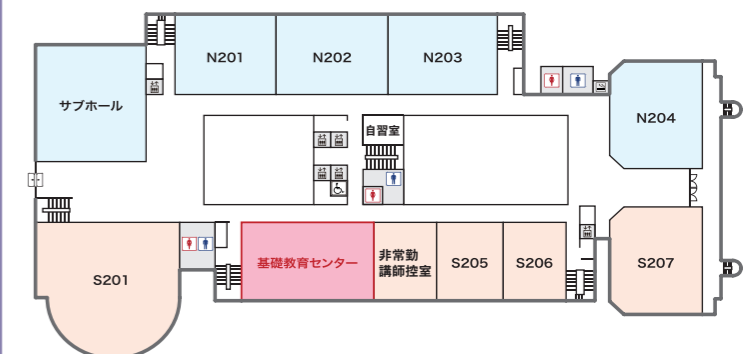 N201
N202
N203
サブホール
N204
自習室
S201
基礎教育センター
非常勤
講師控室
S205
S206
S207